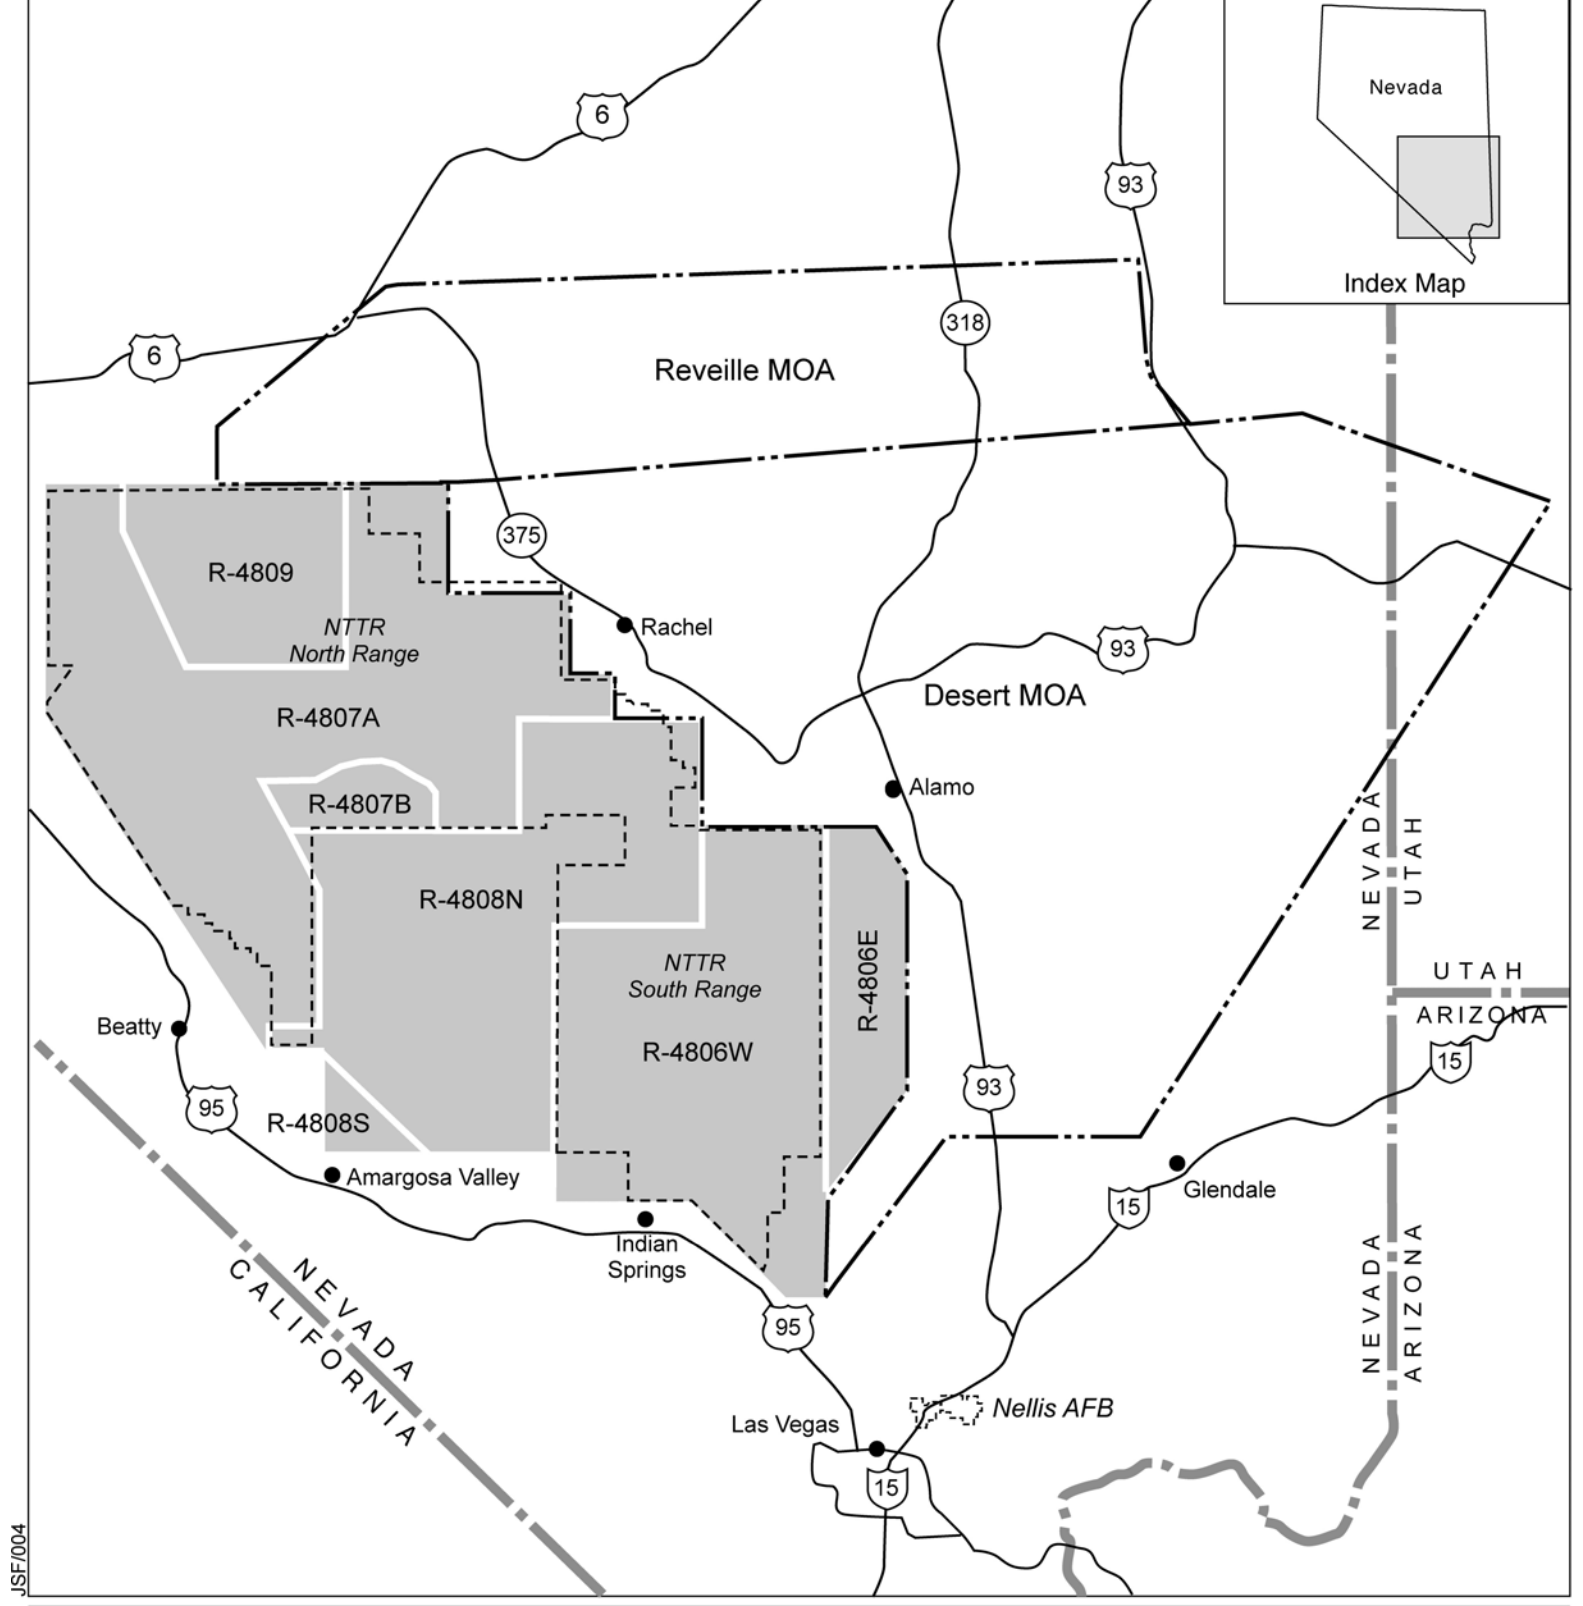 6
93
Nevada
Index Map
318
6
Reveille MOA
375
R-4809
NTTR
North Range
Rachel
93
Desert MOA
R-4807A
Alamo
R-4807B
NEVADA
UTAH
R-4808N
R-4806E
NTTR
South Range
UTAH
ARIZONA
Beatty
R-4806W
15
93
95
R-4808S
Amargosa Valley
Glendale
15
Indian
Springs
NEVADA
CALIFORNIA
NEVADA
ARIZONA
95
Nellis AFB
Las Vegas
15
JSF/004